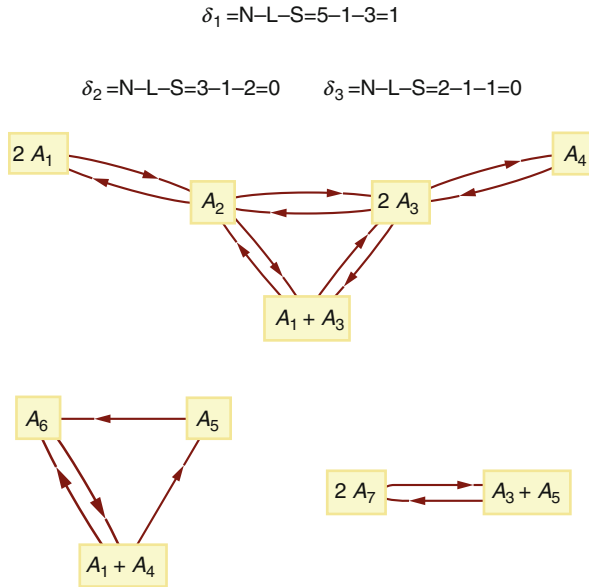 δ₁=N–L–S=5–1–3=1
δ₂=N–L–S=3–1–2=0 δ₃=N–L–S=2–1–1=0
2 A₁
A₄
A₂
2 A₃
A₁ + A₃
A₆
A₅
2 A₇
A₃ + A₅
A₁ + A₄